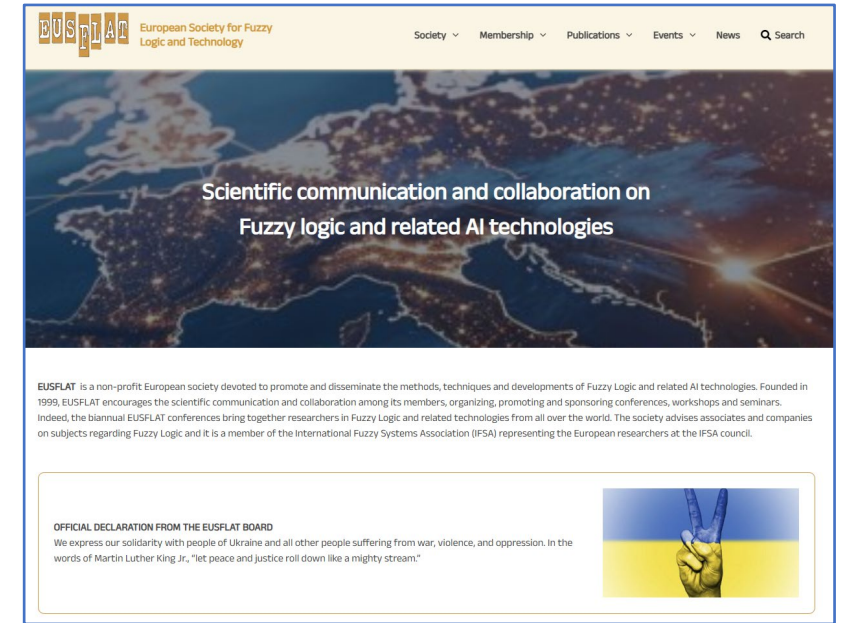 EUSFLAT
European Society for Fuzzy
Logic and Technology
Society Membership Publications Events News Search
Scientific communication and collaboration on
Fuzzy logic and related AI technologies
EUSFLAT is a non-profit European society devoted to promote and disseminate the methods, techniques and developments of Fuzzy Logic and related AI technologies. Founded in
1999, EUSFLAT encourages the scientific communication and collaboration among its members, organizing, promoting and sponsoring conferences, workshops and seminars.
Indeed, the biannual EUSFLAT conferences bring together researchers in Fuzzy Logic and related technologies from all over the world. The society advises associates and companies
on subjects regarding Fuzzy Logic and it is a member of the International Fuzzy Systems Association (IFSA) representing the European researchers at the IFSA council.
OFFICIAL DECLARATION FROM THE EUSFLAT BOARD
We express our solidarity with people of Ukraine and all other people suffering from war, violence, and oppression. In the
words of Martin Luther King Jr., "let peace and justice roll down like a mighty stream."